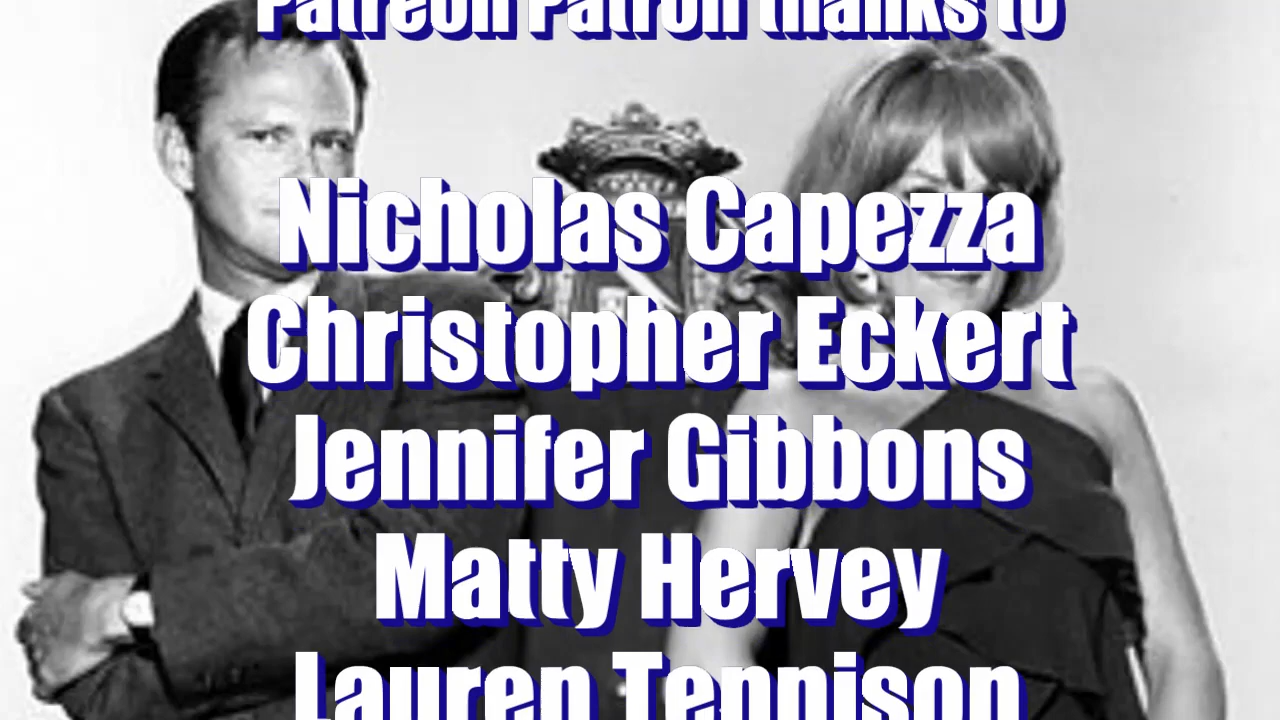 Patreon Patron thanks to
Nicholas Capezza
Christopher Eckert
Jennifer Gibbons
Matty Hervey
Lauren Tennison